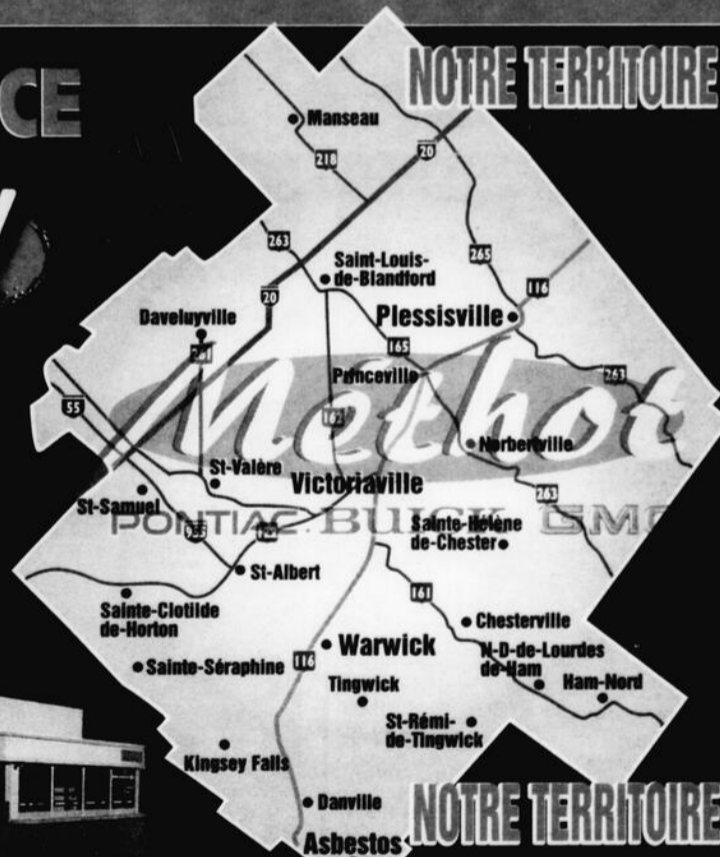 CE
NOTRE TERRITOIRE
Manseau
218
20
263
Saint-Louis-
de-Blandford
265
116
20
Daveluyville
Plessisville
165
261
Princeville
263
55
162
Methot
Norbertville
St-Valère
Victoriaville
St-Samuel
263
PONTIAC BUICK GMC
Sainte-Hélène
de-Chester
St-Albert
161
Sainte-Clotilde
de-Horton
Chesterville
Warwick
N-D-de-Lourdes
de-Ham
Sainte-Séraphine
116
Tingwick
Ham-Nord
St-Rémi-
de-Tingwick
Kingsey Falls
Danville
NOTRE TERRITOIRE
Asbestos